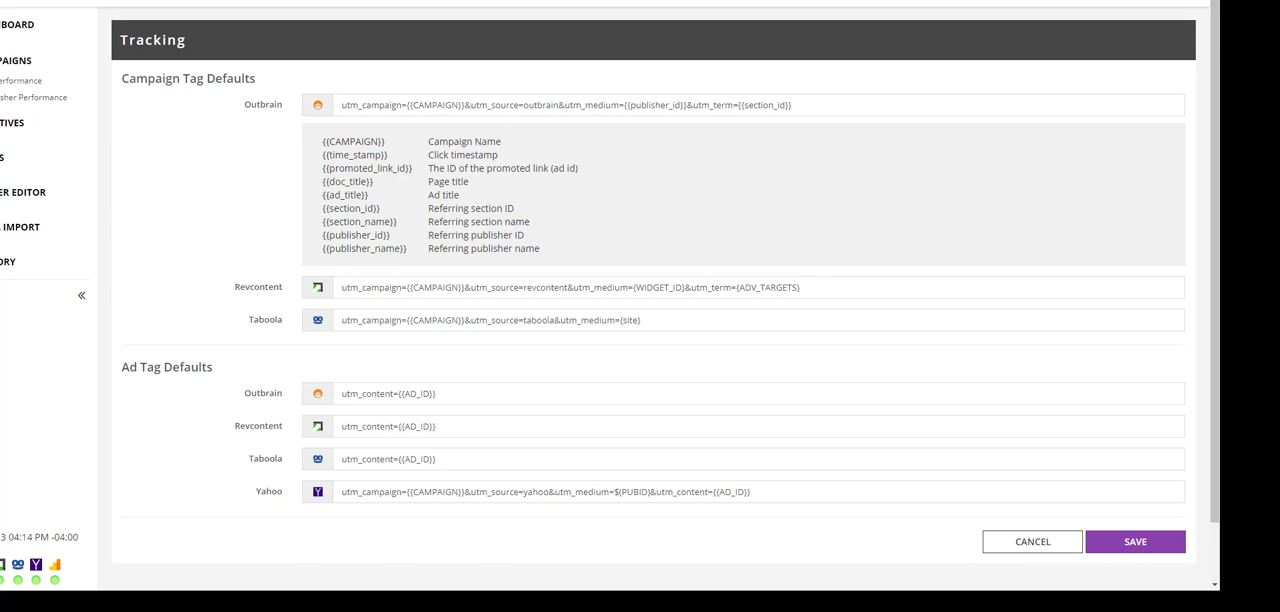 BOARD
PAIGNS
erformance
sher Performance
TIVES
S
ER EDITOR
IMPORT
ORY
3 04:14 PM -04:00
Tracking
Campaign Tag Defaults
Outbrain utm_campaign={{CAMPAIGN}}&utm_source=outbrain&utm_medium={{publisher_id}}&utm_term={{section_id}}
{{CAMPAIGN}} Campaign Name
{{time_stamp}} Click timestamp
{{promoted_link_id}} The ID of the promoted link (ad id)
{{doc_title}} Page title
{{ad_title}} Ad title
{{section_id}} Referring section ID
{{section_name}} Referring section name
{{publisher_id}} Referring publisher ID
{{publisher_name}} Referring publisher name
Revcontent utm_campaign={{CAMPAIGN}}&utm_source=revcontent&utm_medium={WIDGET_ID}&utm_term={ADV_TARGETS}
Taboola utm_campaign={{CAMPAIGN}}&utm_source=taboola&utm_medium={site}
Ad Tag Defaults
Outbrain utm_content={{AD_ID}}
Revcontent utm_content={{AD_ID}}
Taboola utm_content={{AD_ID}}
Yahoo utm_campaign={{CAMPAIGN}}&utm_source=yahoo&utm_medium=$(PUBID)&utm_content={{AD_ID}}
CANCEL SAVE